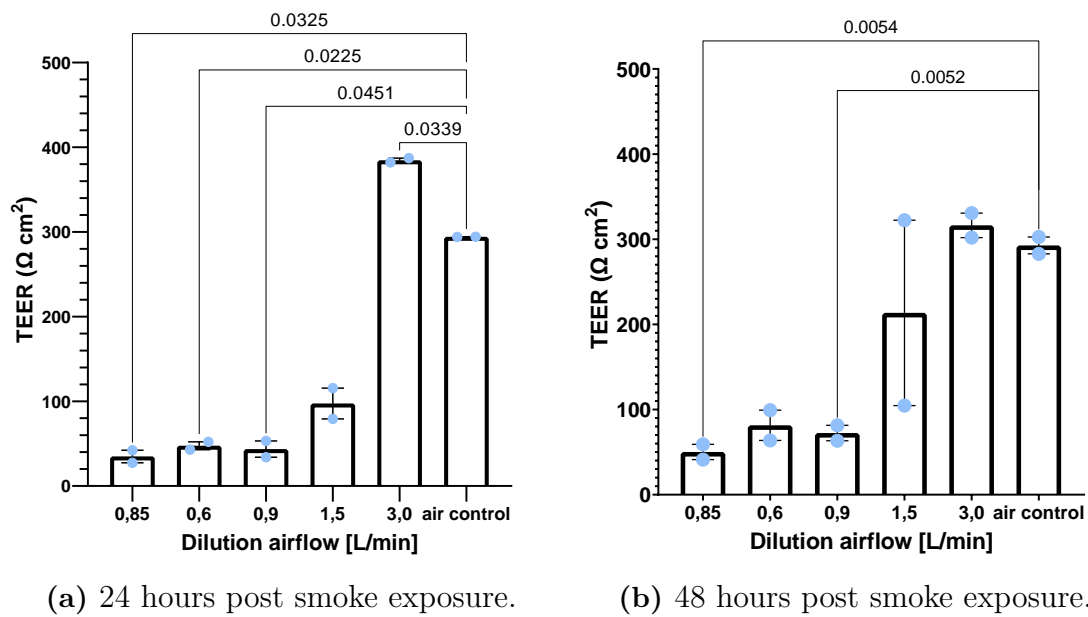 0.0325
0.0225
0.0451
0.0339
500
400
300
200
100
0
TEER (Ω cm²)
0,85 0,6 0,9 1,5 3,0 air control
Dilution airflow [L/min]
(a) 24 hours post smoke exposure.
0.0054
0.0052
500
400
300
200
100
0
TEER (Ω cm²)
0,85 0,6 0,9 1,5 3,0 air control
Dilution airflow [L/min]
(b) 48 hours post smoke exposure.